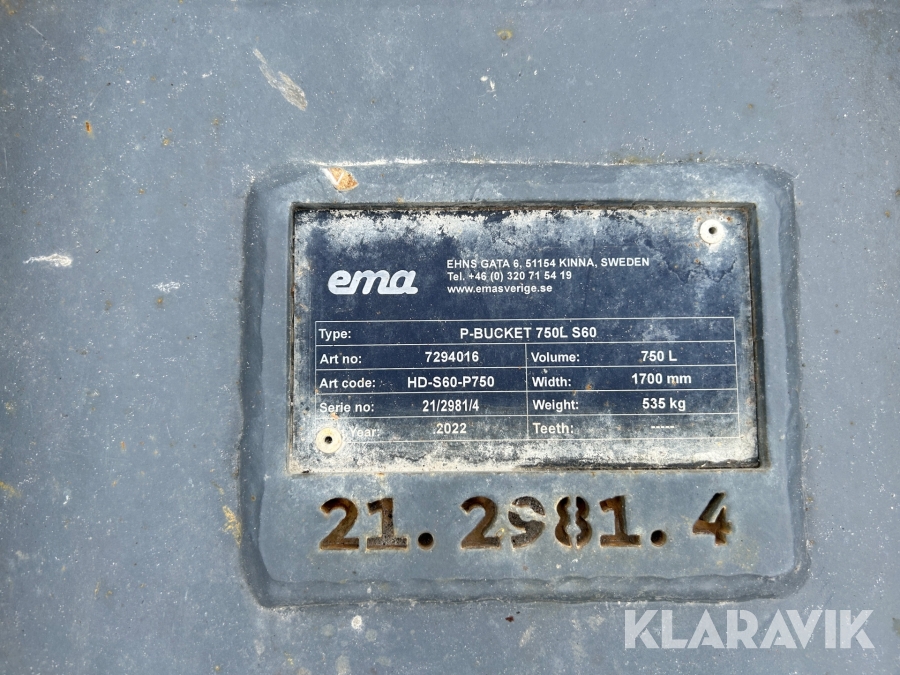 ema
EHNS GATA 6, 51154 KINNA, SWEDEN
Tel. +46 (0) 320 71 54 19
www.emasverige.se
Type: P-BUCKET 750L S60
Art no: 7294016 Volume: 750 L
Art code: HD-S60-P750 Width: 1700 mm
Serie no: 21/2981/4 Weight: 535 kg
Year: 2022 Teeth: -----
21.2981.4
KLARAVIK